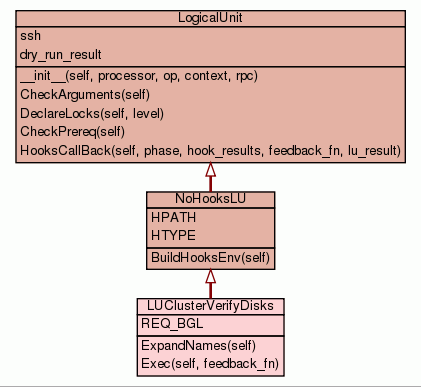 LogicalUnit
ssh
dry_run_result
__init__(self, processor, op, context, rpc)
CheckArguments(self)
DeclareLocks(self, level)
CheckPrereq(self)
HooksCallBack(self, phase, hook_results, feedback_fn, lu_result)
NoHooksLU
HPATH
HTYPE
BuildHooksEnv(self)
LUClusterVerifyDisks
REQ_BGL
ExpandNames(self)
Exec(self, feedback_fn)